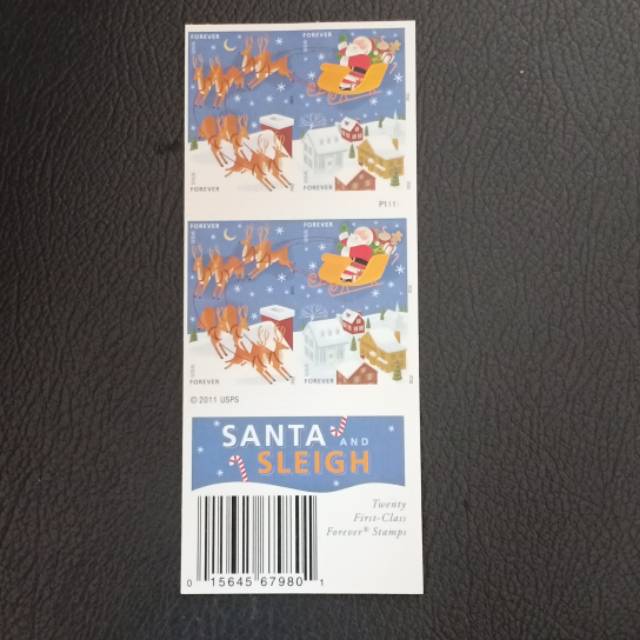 FOREVER FOREVER
FOREVER FOREVER
P111
FOREVER FOREVER
FOREVER FOREVER
© 2011 USPS
SANTA AND
SLEIGH
Twenty
First-Class
Forever® Stamps
0 15645 67980 1